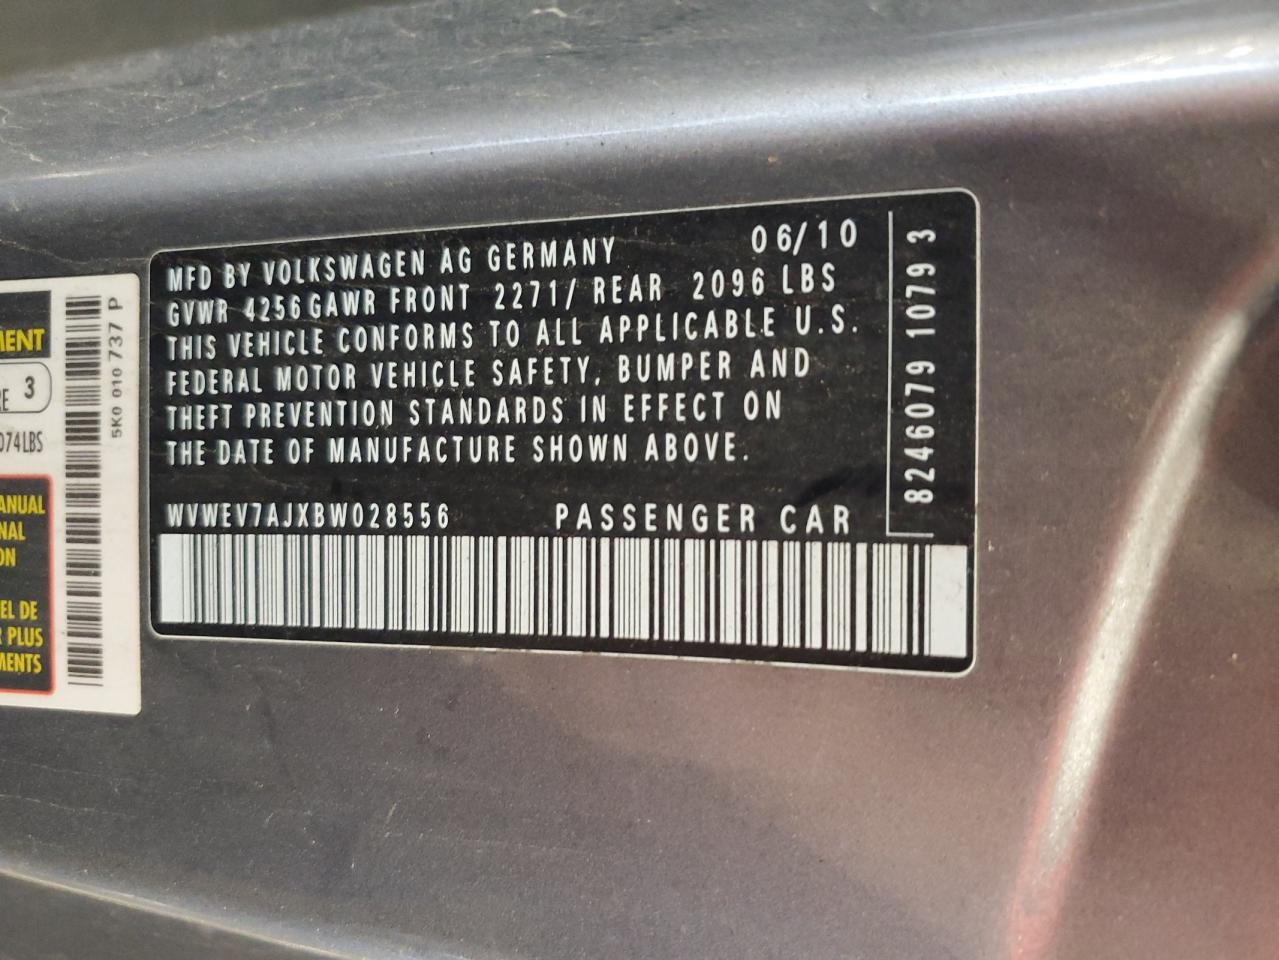 MENT
RE 3
074LBS
ANUAL
NAL
ON
EL DE
R PLUS
MENTS
5K0 010 737 P
MFD BY VOLKSWAGEN AG GERMANY 06/10
GVWR 4256 GAWR FRONT 2271/ REAR 2096 LBS
THIS VEHICLE CONFORMS TO ALL APPLICABLE U.S.
FEDERAL MOTOR VEHICLE SAFETY, BUMPER AND
THEFT PREVENTION STANDARDS IN EFFECT ON
THE DATE OF MANUFACTURE SHOWN ABOVE.
WVWEV7AJXBW028556 PASSENGER CAR
8246079 10793